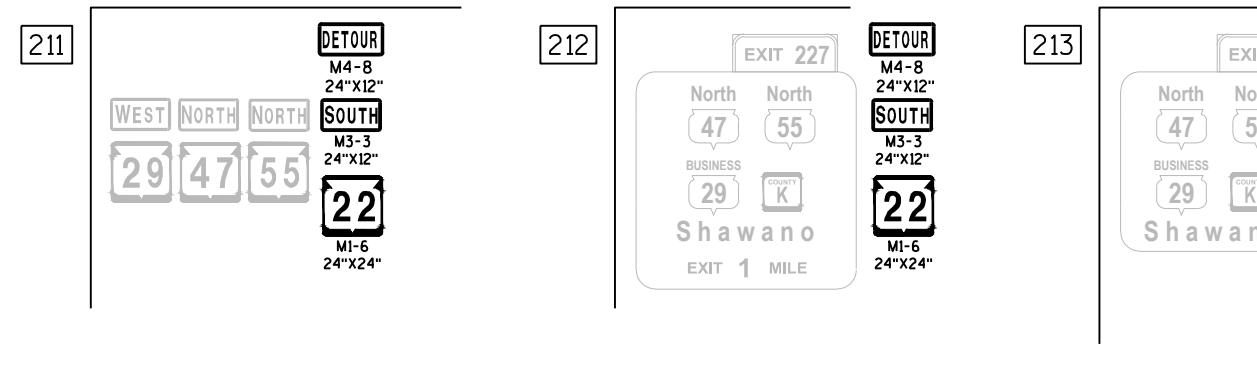 211
DETOUR
M4-8
24"X12"
WEST NORTH NORTH SOUTH
M3-3
24"X12"
29 47 55 22
M1-6
24"X24"
212
EXIT 227
North North
47 55
BUSINESS
29 COUNTY K
Shawano
EXIT 1 MILE
DETOUR
M4-8
24"X12"
SOUTH
M3-3
24"X12"
22
M1-6
24"X24"
213
North
47
BUSINESS
29 K